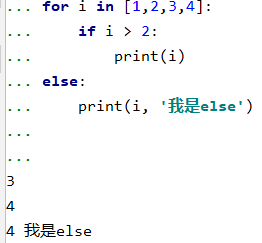 ... for i in [1,2,3,4]:
...     if i > 2:
...         print(i)
... else:
...     print(i, '我是else')
...
...
3
4
4 我是else